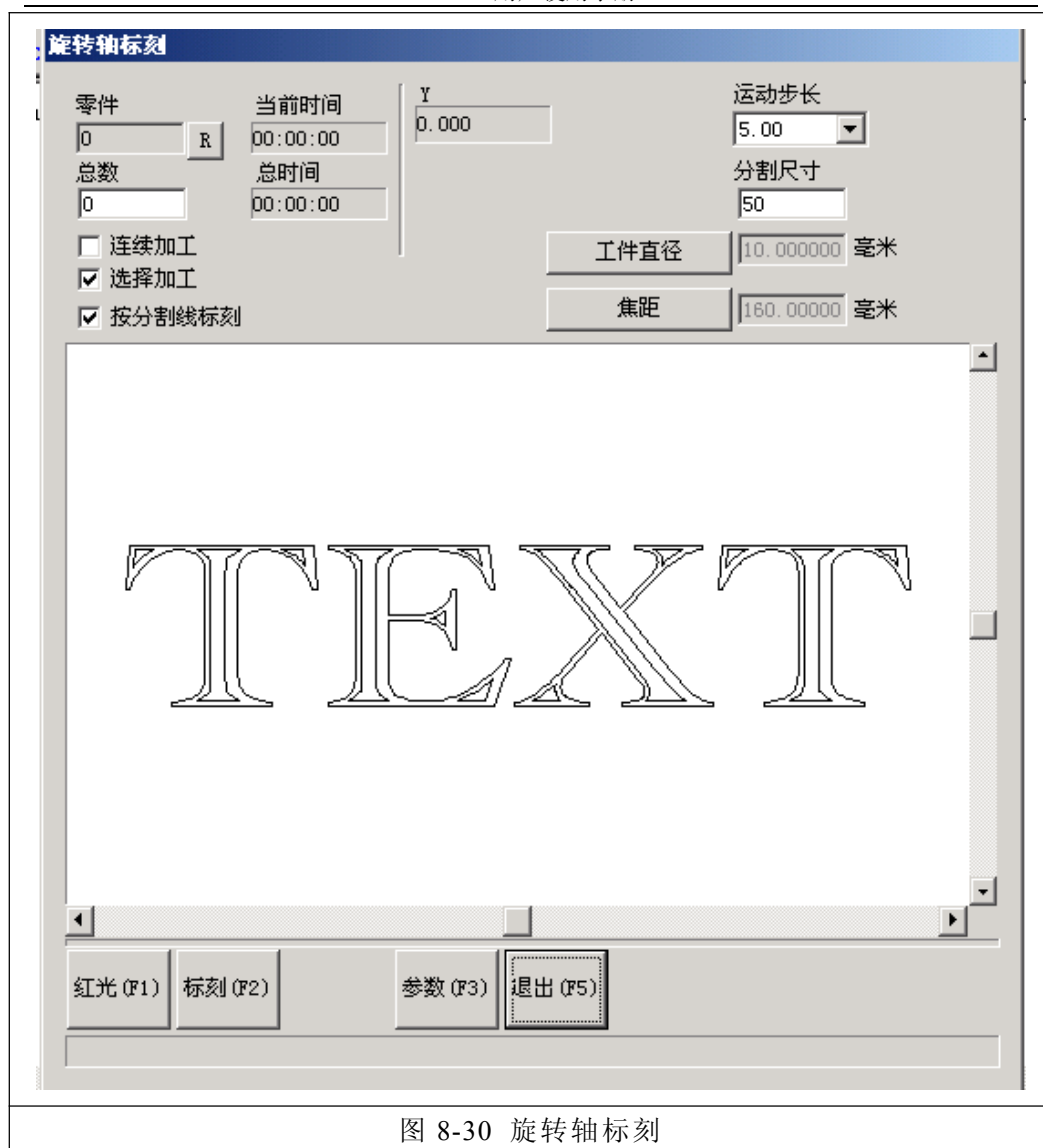 旋转轴标刻
零件 当前时间 Y 运动步长
0 R 00:00:00 0.000 5.00
总数 总时间 分割尺寸
0 00:00:00 50
连续加工
工件直径 10.000000 毫米
选择加工
焦距 160.00000 毫米
按分割线标刻
TEXT
红光(F1) 标刻(F2) 参数(F3) 退出(F5)
图 8-30 旋转轴标刻